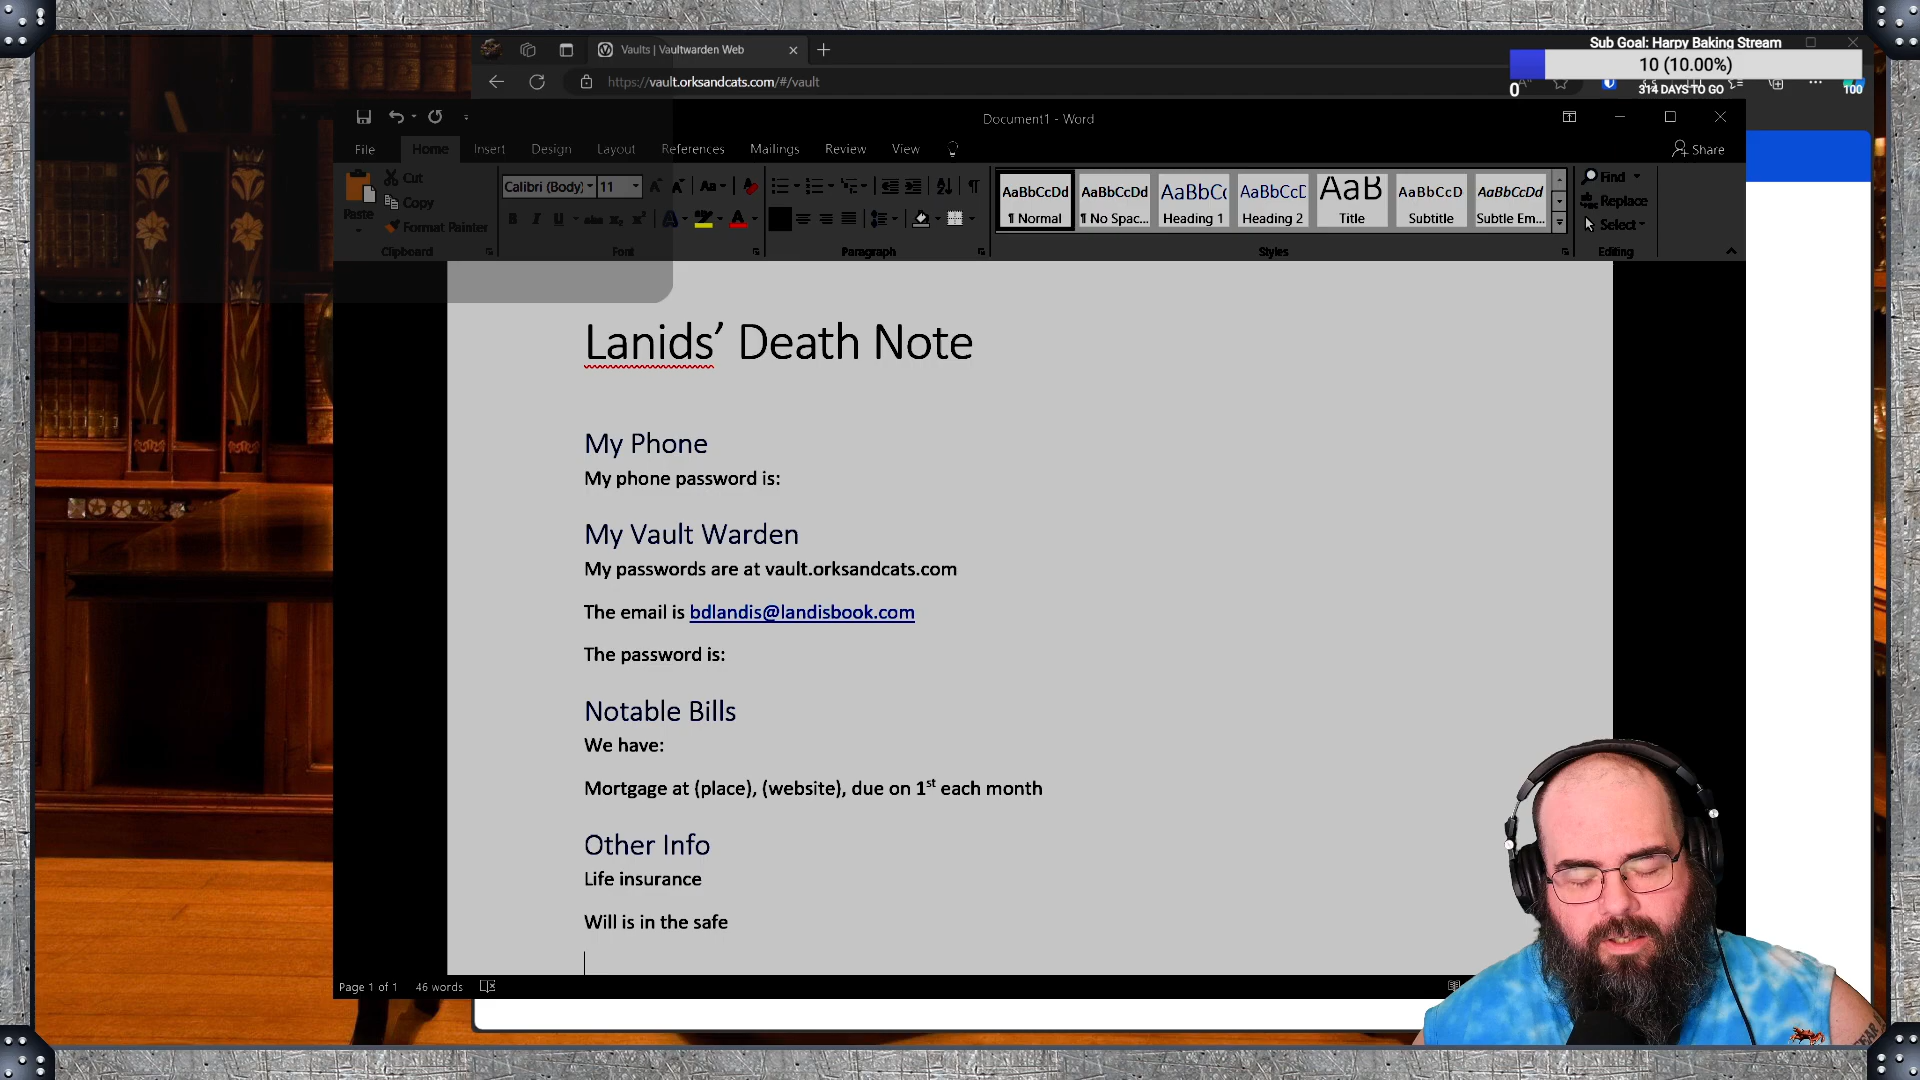 Vaults | Vaultwarden Web
https://vault.orksandcats.com/#/vault
Sub Goal: Harpy Baking Stream
10 (10.00%)
0
314 DAYS TO GO
100
Document1 - Word
File Home Insert Design Layout References Mailings Review View
Share
Paste
Cut
Copy
Format Painter
Clipboard
Calibri (Body) 11
Font
Paragraph
AaBbCcDd
¶ Normal
AaBbCcDd
¶ No Spac...
AaBbCc
Heading 1
AaBbCcD
Heading 2
AaB
Title
AaBbCcD
Subtitle
AaBbCcDd
Subtle Em...
Styles
Find
Replace
Select
Editing
Lanids’ Death Note
My Phone
My phone password is:
My Vault Warden
My passwords are at vault.orksandcats.com
The email is bdlandis@landisbook.com
The password is:
Notable Bills
We have:
Mortgage at (place), (website), due on 1st each month
Other Info
Life insurance
Will is in the safe
Page 1 of 1 46 words